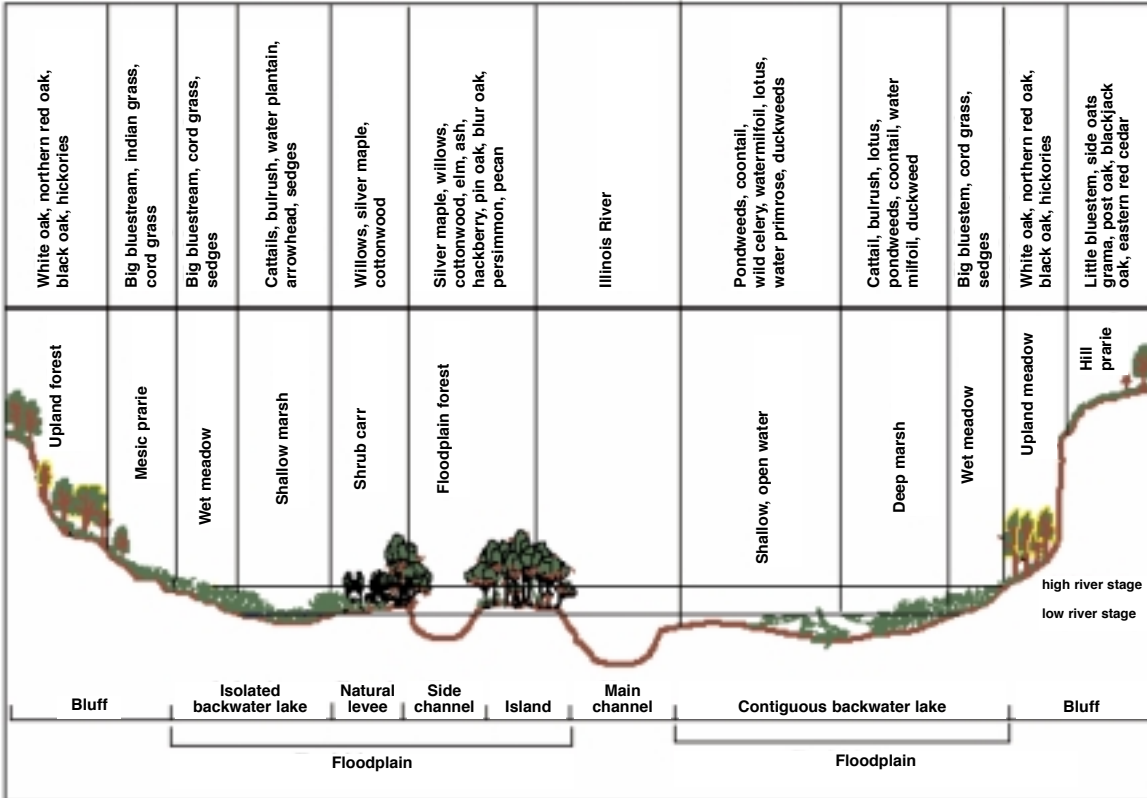 White oak, northern red oak,
black oak, hickories
Big bluestream, indian grass,
cord grass
Big bluestream, cord grass,
sedges
Cattails, bulrush, water plantain,
arrowhead, sedges
Willows, silver maple,
cottonwood
Silver maple, willows,
cottonwood, elm, ash,
hackberry, pin oak, blur oak,
persimmon, pecan
Illinois River
Pondweeds, coontail,
wild celery, watermilfoil, lotus,
water primrose, duckweeds
Cattail, bulrush, lotus,
pondweeds, coontail, water
milfoil, duckweed
Big bluestem, cord grass,
sedges
White oak, northern red oak,
black oak, hickories
Little bluestem, side oats
grama, post oak, blackjack
oak, eastern red cedar
Upland forest
Mesic prarie
Wet meadow
Shallow marsh
Shrub carr
Floodplain forest
Shallow, open water
Deep marsh
Wet meadow
Upland meadow
Hill
prarie
high river stage
low river stage
Bluff
Isolated
backwater lake
Natural
levee
Side
channel
Island
Main
channel
Contiguous backwater lake
Bluff
Floodplain
Floodplain